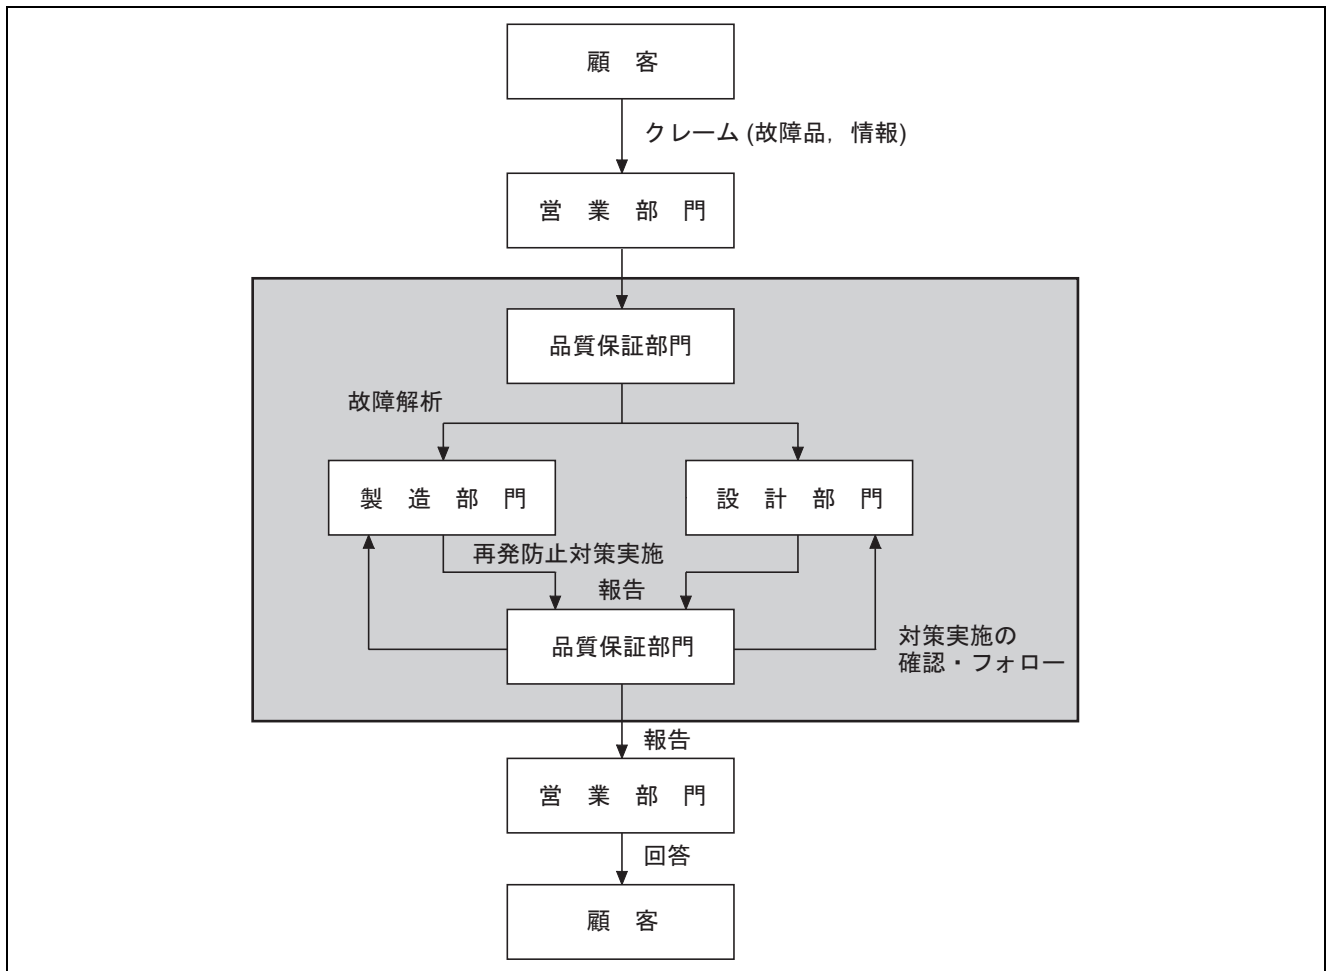 顧 客
クレーム (故障品, 情報)
営 業 部 門
品質保証部門
故障解析
製 造 部 門
設 計 部 門
再発防止対策実施
報告
品質保証部門
対策実施の
確認・フォロー
報告
営 業 部 門
回答
顧 客